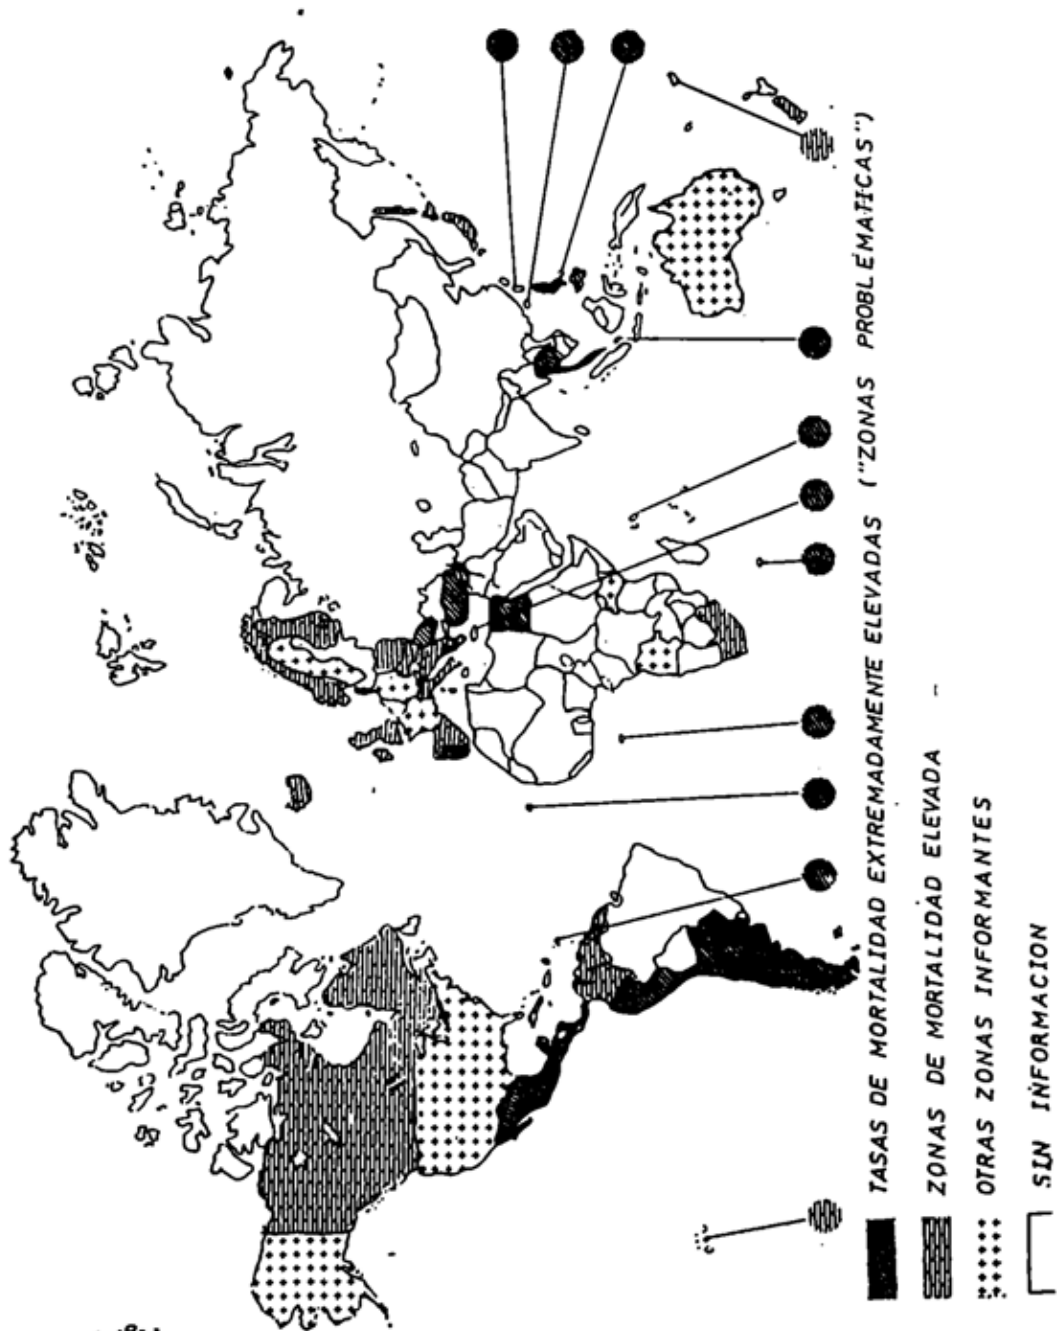 TASAS DE MORTALIDAD EXTREMADAMENTE ELEVADAS ("ZONAS PROBLEMATICAS")
ZONAS DE MORTALIDAD ELEVADA
OTRAS ZONAS INFORMANTES
SIN INFORMACION